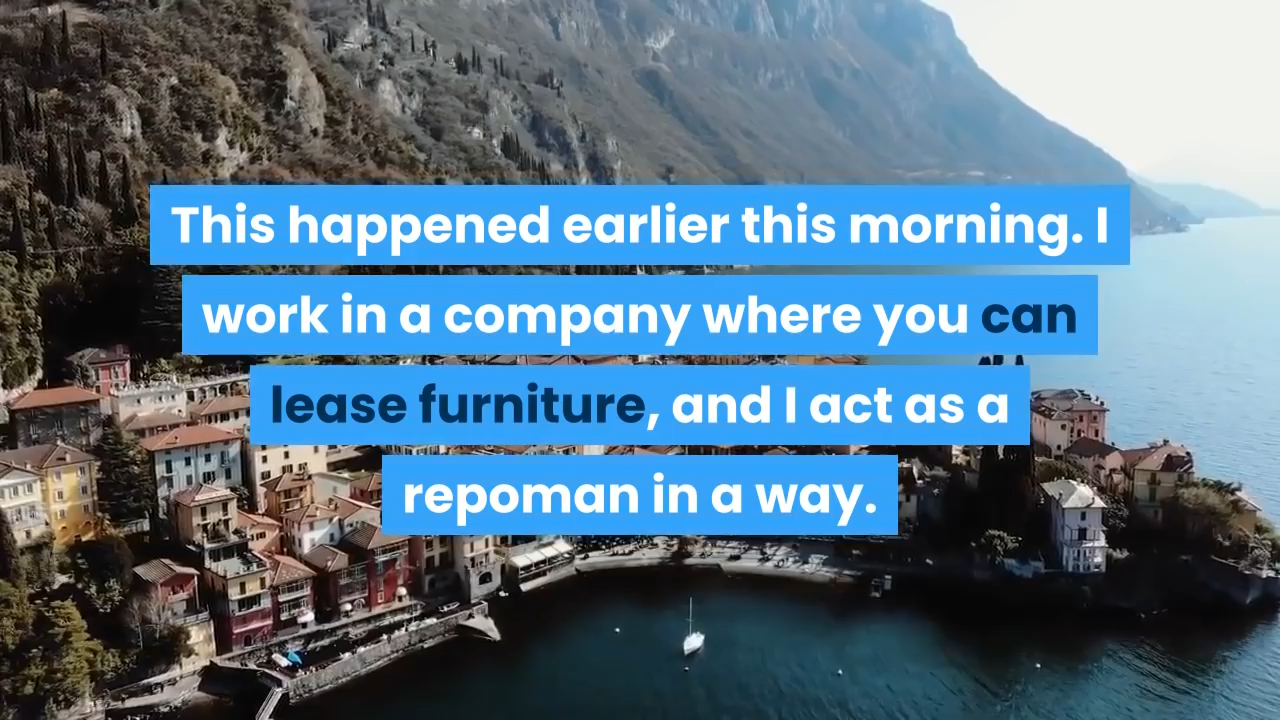 This happened earlier this morning. I
work in a company where you can
lease furniture, and I act as a
repoman in a way.